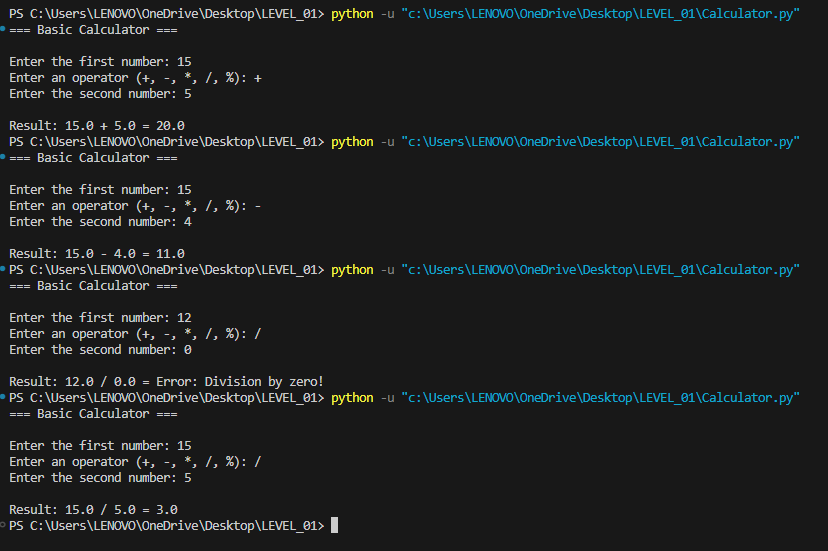 PS C:\Users\LENOVO\OneDrive\Desktop\LEVEL_01> python -u "c:\Users\LENOVO\OneDrive\Desktop\LEVEL_01\Calculator.py"
=== Basic Calculator ===
Enter the first number: 15
Enter an operator (+, -, *, /, %): +
Enter the second number: 5
Result: 15.0 + 5.0 = 20.0
PS C:\Users\LENOVO\OneDrive\Desktop\LEVEL_01> python -u "c:\Users\LENOVO\OneDrive\Desktop\LEVEL_01\Calculator.py"
=== Basic Calculator ===
Enter the first number: 15
Enter an operator (+, -, *, /, %): -
Enter the second number: 4
Result: 15.0 - 4.0 = 11.0
PS C:\Users\LENOVO\OneDrive\Desktop\LEVEL_01> python -u "c:\Users\LENOVO\OneDrive\Desktop\LEVEL_01\Calculator.py"
=== Basic Calculator ===
Enter the first number: 12
Enter an operator (+, -, *, /, %): /
Enter the second number: 0
Result: 12.0 / 0.0 = Error: Division by zero!
PS C:\Users\LENOVO\OneDrive\Desktop\LEVEL_01> python -u "c:\Users\LENOVO\OneDrive\Desktop\LEVEL_01\Calculator.py"
=== Basic Calculator ===
Enter the first number: 15
Enter an operator (+, -, *, /, %): /
Enter the second number: 5
Result: 15.0 / 5.0 = 3.0
PS C:\Users\LENOVO\OneDrive\Desktop\LEVEL_01>